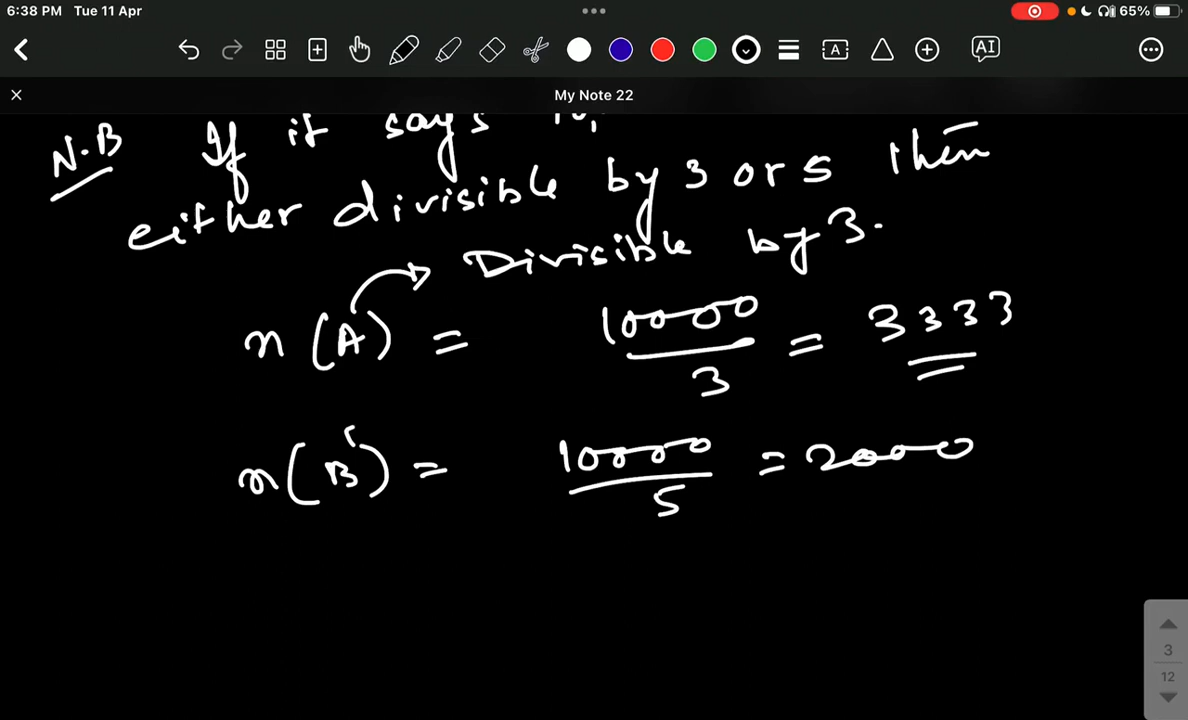 6:38 PM Tue 11 Apr
65%
A
AI
My Note 22
N.B If it says
either divisible by 3 or 5 then
Divisible by 3.
n(A) = 10000/3 = 3333
n(B) = 10000/5 = 2000
3
12